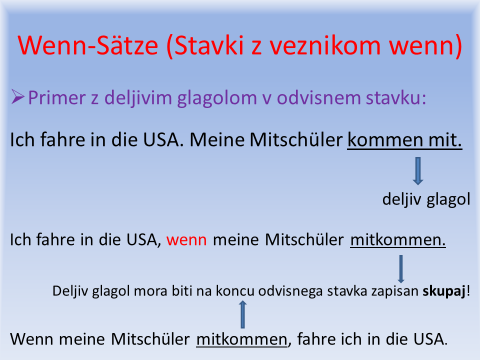 Wenn-Sätze (Stavki z veznikom wenn)
➢Primer z deljivim glagolom v odvisnem stavku:
Ich fahre in die USA. Meine Mitschüler kommen mit.
deljiv glagol
Ich fahre in die USA, wenn meine Mitschüler mitkommen.
Deljiv glagol mora biti na koncu odvisnega stavka zapisan skupaj!
Wenn meine Mitschüler mitkommen, fahre ich in die USA.